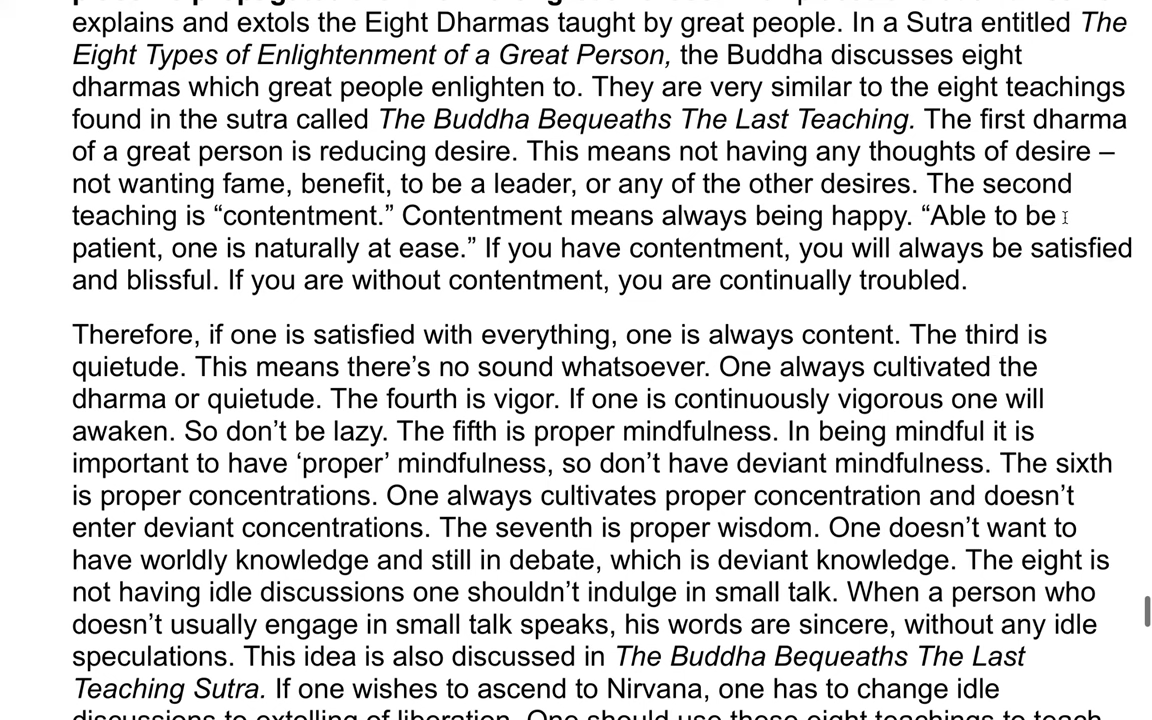 explains and extols the Eight Dharmas taught by great people. In a Sutra entitled The
Eight Types of Enlightenment of a Great Person, the Buddha discusses eight
dharmas which great people enlighten to. They are very similar to the eight teachings
found in the sutra called The Buddha Bequeaths The Last Teaching. The first dharma
of a great person is reducing desire. This means not having any thoughts of desire –
not wanting fame, benefit, to be a leader, or any of the other desires. The second
teaching is “contentment.” Contentment means always being happy. “Able to be
patient, one is naturally at ease.” If you have contentment, you will always be satisfied
and blissful. If you are without contentment, you are continually troubled.
Therefore, if one is satisfied with everything, one is always content. The third is
quietude. This means there’s no sound whatsoever. One always cultivated the
dharma or quietude. The fourth is vigor. If one is continuously vigorous one will
awaken. So don’t be lazy. The fifth is proper mindfulness. In being mindful it is
important to have ‘proper’ mindfulness, so don’t have deviant mindfulness. The sixth
is proper concentrations. One always cultivates proper concentration and doesn’t
enter deviant concentrations. The seventh is proper wisdom. One doesn’t want to
have worldly knowledge and still in debate, which is deviant knowledge. The eight is
not having idle discussions one shouldn’t indulge in small talk. When a person who
doesn’t usually engage in small talk speaks, his words are sincere, without any idle
speculations. This idea is also discussed in The Buddha Bequeaths The Last
Teaching Sutra. If one wishes to ascend to Nirvana, one has to change idle
discussions to extolling of liberation. One should use these eight teachings to teach